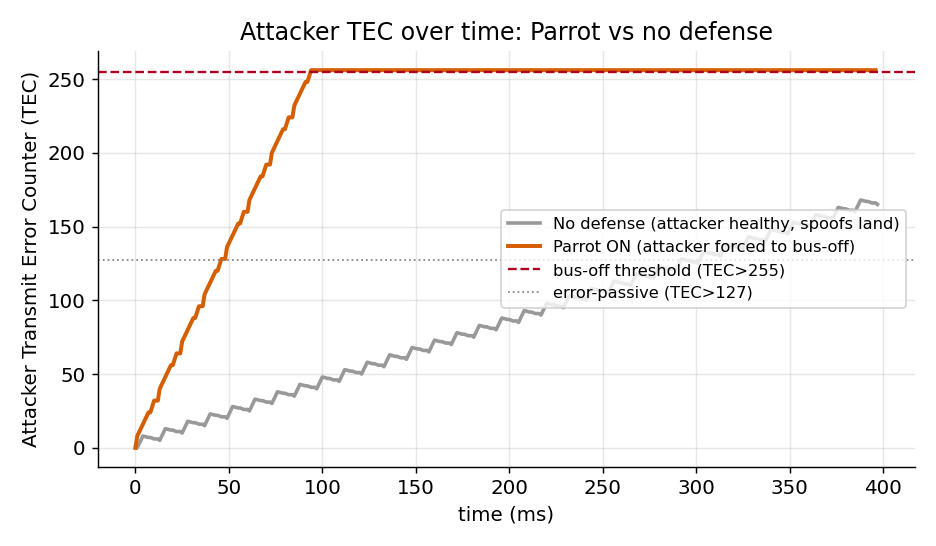 Attacker TEC over time: Parrot vs no defense
Attacker Transmit Error Counter (TEC)
250
200
150
100
50
0
No defense (attacker healthy, spoofs land)
Parrot ON (attacker forced to bus-off)
bus-off threshold (TEC>255)
error-passive (TEC>127)
0 50 100 150 200 250 300 350 400
time (ms)